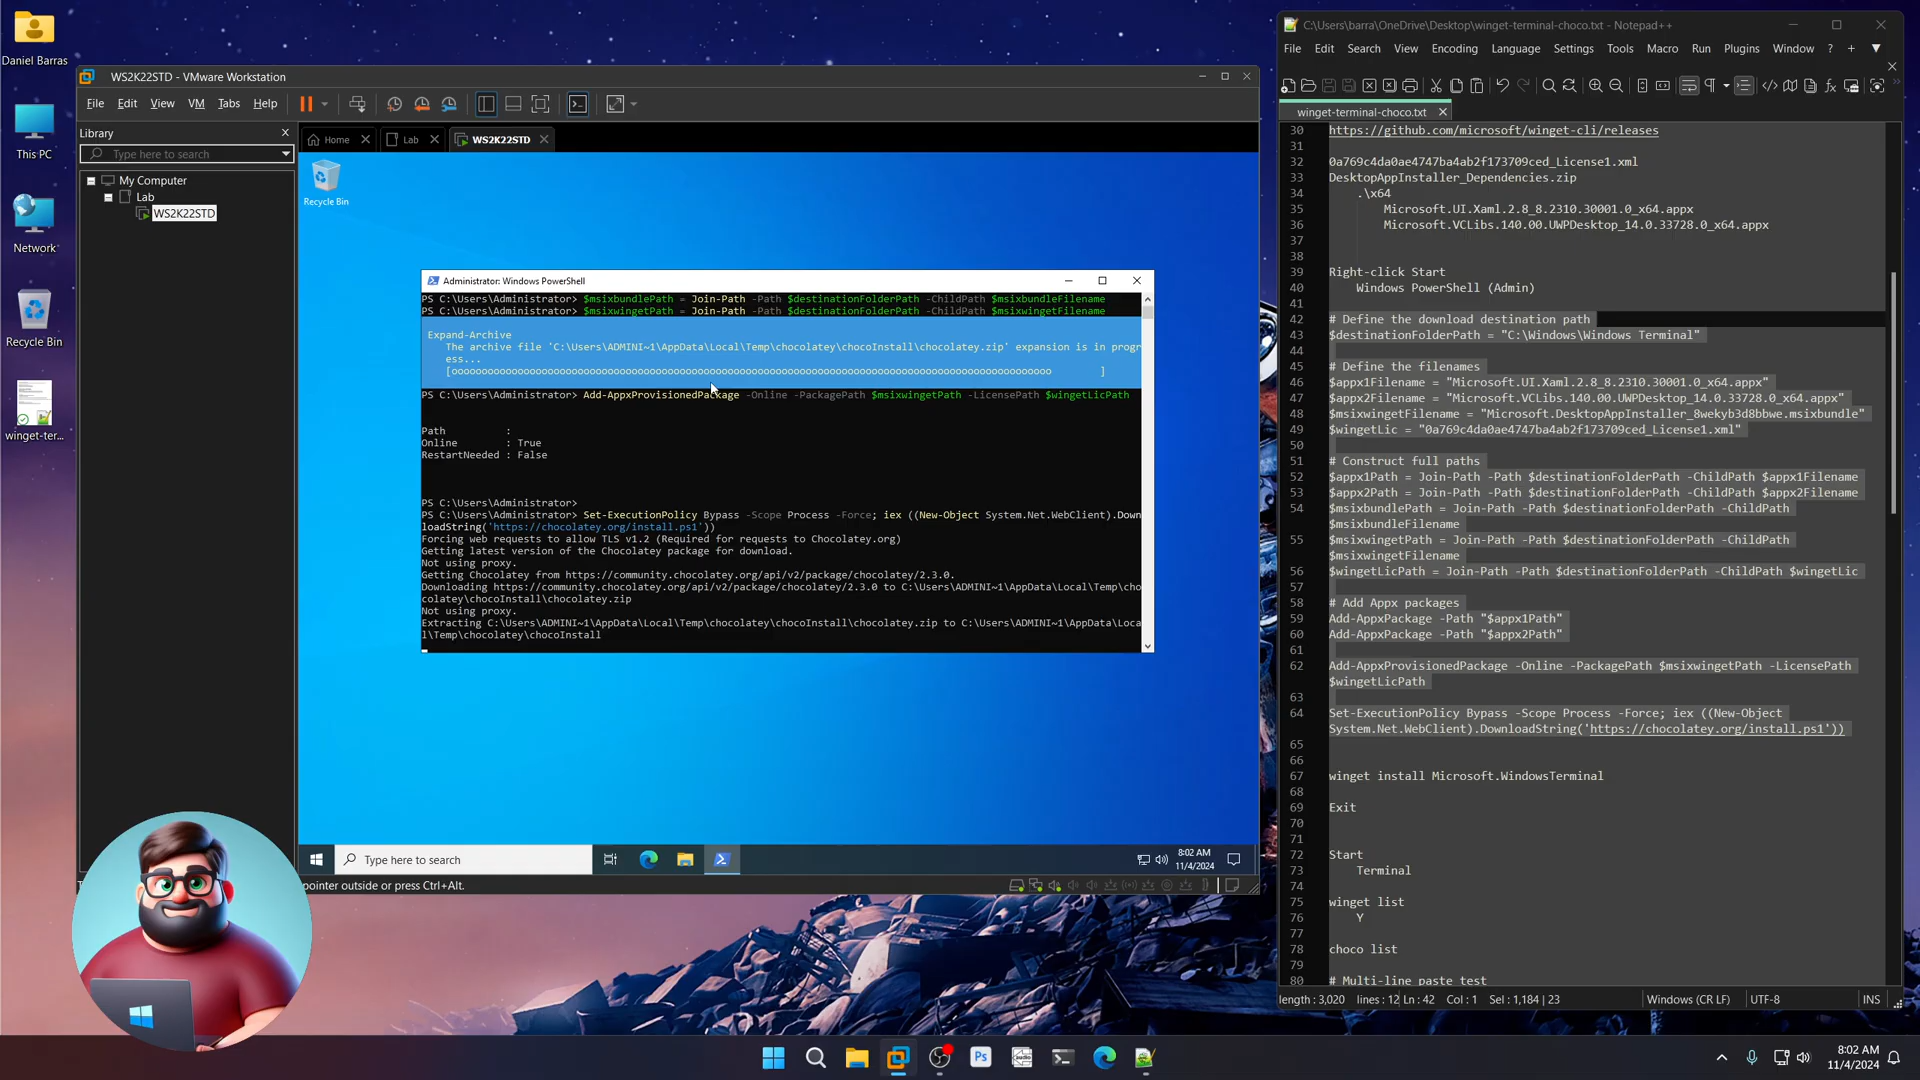 Daniel Barras
This PC
Network
Recycle Bin
winget-ter...
WS2K22STD - VMware Workstation
File Edit View VM Tabs Help
Library
Type here to search
My Computer
Lab
WS2K22STD
Home
Lab
WS2K22STD
Recycle Bin
Administrator: Windows PowerShell
PS C:\Users\Administrator> $msixbundlePath = Join-Path -Path $destinationFolderPath -ChildPath $msixbundleFilename
PS C:\Users\Administrator> $msixwingetPath = Join-Path -Path $destinationFolderPath -ChildPath $msixwingetFilename
Expand-Archive
The archive file 'C:\Users\ADMINI~1\AppData\Local\Temp\chocolatey\chocoInstall\chocolatey.zip' expansion is in progr
ess...
[oooooooooooooooooooooooooooooooooooooooooooooooooooooooooooooooooooooooooooooooooooooooooooooooooooo ]
PS C:\Users\Administrator> Add-AppxProvisionedPackage -Online -PackagePath $msixwingetPath -LicensePath $wingetLicPath
Path :
Online : True
RestartNeeded : False
PS C:\Users\Administrator>
PS C:\Users\Administrator> Set-ExecutionPolicy Bypass -Scope Process -Force; iex ((New-Object System.Net.WebClient).Down
loadString('https://chocolatey.org/install.ps1'))
Forcing web requests to allow TLS v1.2 (Required for requests to Chocolatey.org)
Getting latest version of the Chocolatey package for download.
Not using proxy.
Getting Chocolatey from https://community.chocolatey.org/api/v2/package/chocolatey/2.3.0.
Downloading https://community.chocolatey.org/api/v2/package/chocolatey/2.3.0 to C:\Users\ADMINI~1\AppData\Local\Temp\cho
colatey\chocoInstall\chocolatey.zip
Not using proxy.
Extracting C:\Users\ADMINI~1\AppData\Local\Temp\chocolatey\chocoInstall\chocolatey.zip to C:\Users\ADMINI~1\AppData\Loca
l\Temp\chocolatey\chocoInstall
Type here to search
8:02 AM
11/4/2024
pointer outside or press Ctrl+Alt.
C:\Users\barra\OneDrive\Desktop\winget-terminal-choco.txt - Notepad++
File Edit Search View Encoding Language Settings Tools Macro Run Plugins Window ?
winget-terminal-choco.txt
30 https://github.com/microsoft/winget-cli/releases
31
32 0a769c4da0ae4747ba4ab2f173709ced_License1.xml
33 DesktopAppInstaller_Dependencies.zip
34 .\x64
35 Microsoft.UI.Xaml.2.8_8.2310.30001.0_x64.appx
36 Microsoft.VCLibs.140.00.UWPDesktop_14.0.33728.0_x64.appx
37
38
39 Right-click Start
40 Windows PowerShell (Admin)
41
42 # Define the download destination path
43 $destinationFolderPath = "C:\Windows\Windows Terminal"
44
45 # Define the filenames
46 $appx1Filename = "Microsoft.UI.Xaml.2.8_8.2310.30001.0_x64.appx"
47 $appx2Filename = "Microsoft.VCLibs.140.00.UWPDesktop_14.0.33728.0_x64.appx"
48 $msixwingetFilename = "Microsoft.DesktopAppInstaller_8wekyb3d8bbwe.msixbundle"
49 $wingetLic = "0a769c4da0ae4747ba4ab2f173709ced_License1.xml"
50
51 # Construct full paths
52 $appx1Path = Join-Path -Path $destinationFolderPath -ChildPath $appx1Filename
53 $appx2Path = Join-Path -Path $destinationFolderPath -ChildPath $appx2Filename
54 $msixbundlePath = Join-Path -Path $destinationFolderPath -ChildPath
$msixbundleFilename
55 $msixwingetPath = Join-Path -Path $destinationFolderPath -ChildPath
$msixwingetFilename
56 $wingetLicPath = Join-Path -Path $destinationFolderPath -ChildPath $wingetLic
57
58 # Add Appx packages
59 Add-AppxPackage -Path "$appx1Path"
60 Add-AppxPackage -Path "$appx2Path"
61
62 Add-AppxProvisionedPackage -Online -PackagePath $msixwingetPath -LicensePath
$wingetLicPath
63
64 Set-ExecutionPolicy Bypass -Scope Process -Force; iex ((New-Object
System.Net.WebClient).DownloadString('https://chocolatey.org/install.ps1'))
65
66
67 winget install Microsoft.WindowsTerminal
68
69 Exit
70
71
72 Start
73 Terminal
74
75 winget list
76 Y
77
78 choco list
79
80 # Multi-line paste test
length : 3,020 lines : 12 Ln : 42 Col : 1 Sel : 1,184 | 23 Windows (CR LF) UTF-8 INS
Ps
8:02 AM
11/4/2024